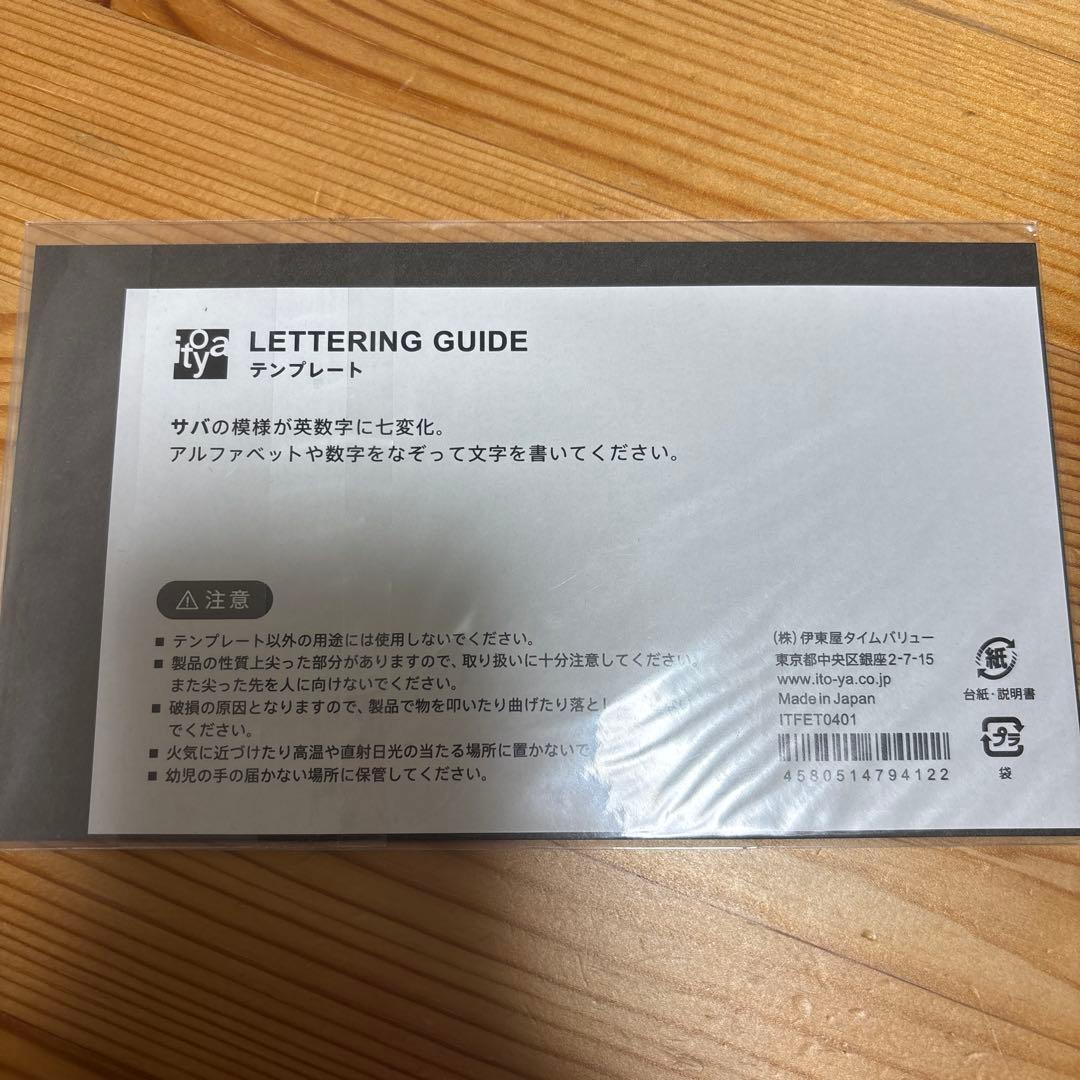 itoya
LETTERING GUIDE
テンプレート
サバの模様が英数字に七変化。
アルファベットや数字をなぞって文字を書いてください。
注意
■ テンプレート以外の用途には使用しないでください。
■ 製品の性質上尖った部分がありますので、取り扱いに十分注意してください。
また尖った先を人に向けないでください。
■ 破損の原因となりますので、製品で物を叩いたり曲げたり落とし
でください。
■ 火気に近づけたり高温や直射日光の当たる場所に置かないで
■ 幼児の手の届かない場所に保管してください。
(株)伊東屋タイムバリュー
東京都中央区銀座2-7-15
www.ito-ya.co.jp
Made in Japan
ITFET0401
4580514794122
紙
台紙・説明書
プラ
袋